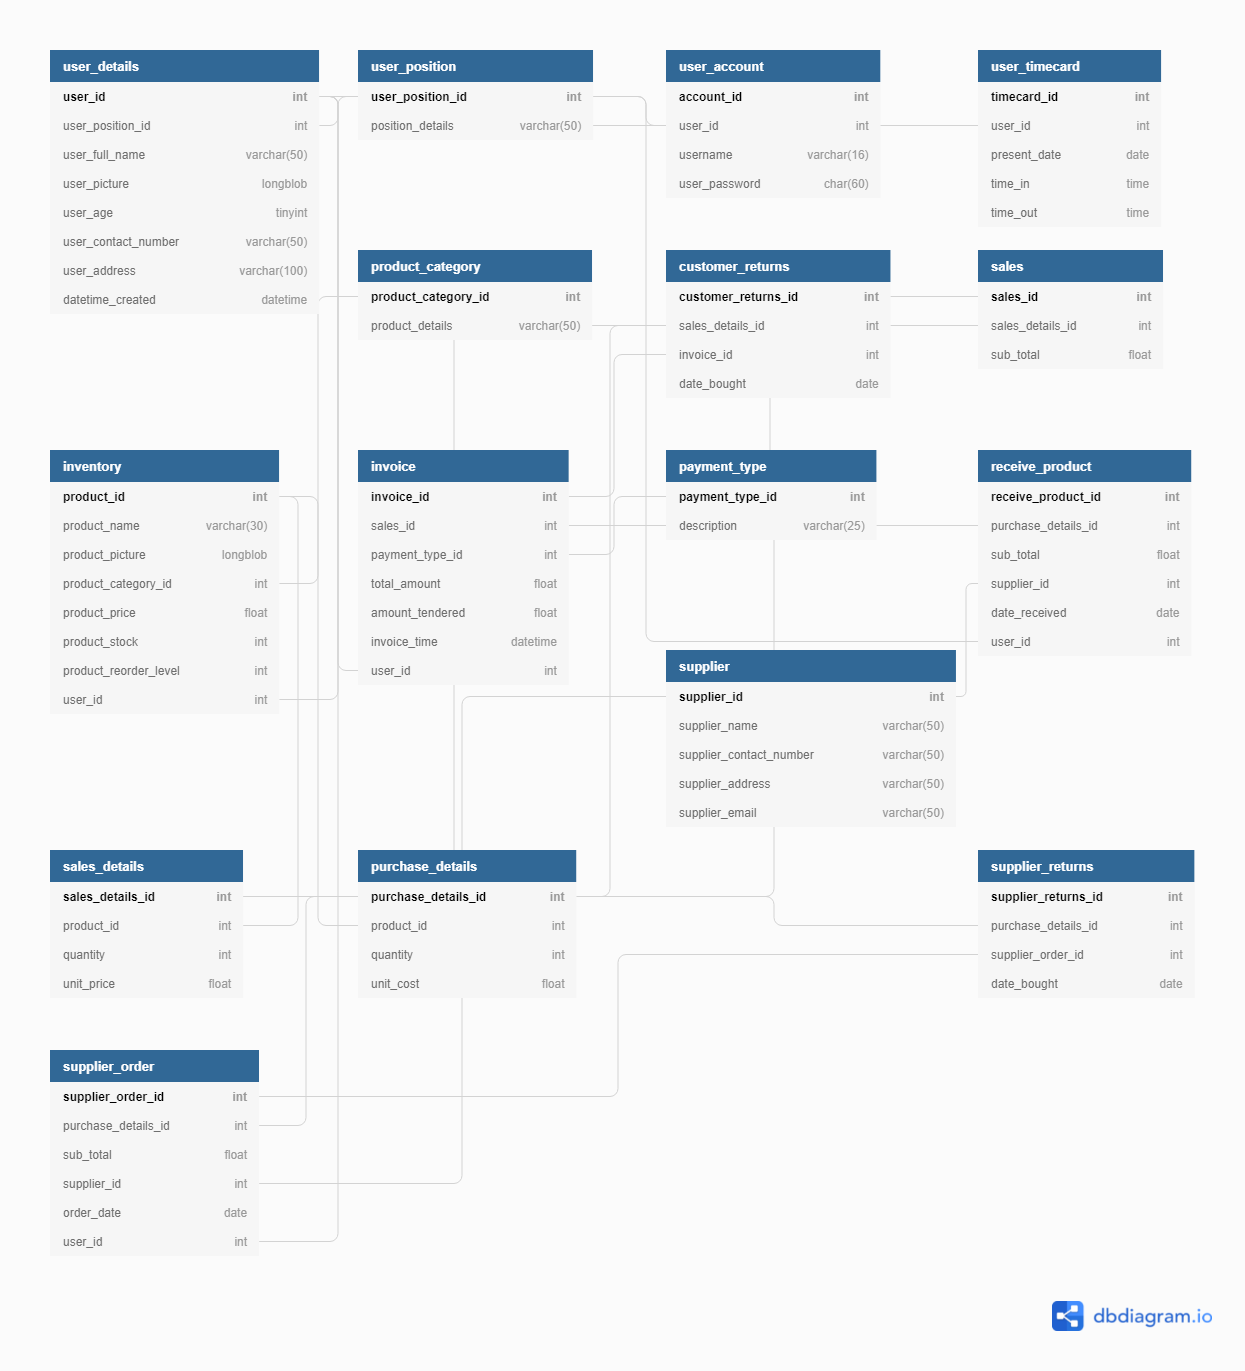 user_details
user_id int
user_position_id int
user_full_name varchar(50)
user_picture longblob
user_age tinyint
user_contact_number varchar(50)
user_address varchar(100)
datetime_created datetime
user_position
user_position_id int
position_details varchar(50)
user_account
account_id int
user_id int
username varchar(16)
user_password char(60)
user_timecard
timecard_id int
user_id int
present_date date
time_in time
time_out time
product_category
product_category_id int
product_details varchar(50)
customer_returns
customer_returns_id int
sales_details_id int
invoice_id int
date_bought date
sales
sales_id int
sales_details_id int
sub_total float
inventory
product_id int
product_name varchar(30)
product_picture longblob
product_category_id int
product_price float
product_stock int
product_reorder_level int
user_id int
invoice
invoice_id int
sales_id int
payment_type_id int
total_amount float
amount_tendered float
invoice_time datetime
user_id int
payment_type
payment_type_id int
description varchar(25)
receive_product
receive_product_id int
purchase_details_id int
sub_total float
supplier_id int
date_received date
user_id int
supplier
supplier_id int
supplier_name varchar(50)
supplier_contact_number varchar(50)
supplier_address varchar(50)
supplier_email varchar(50)
sales_details
sales_details_id int
product_id int
quantity int
unit_price float
purchase_details
purchase_details_id int
product_id int
quantity int
unit_cost float
supplier_returns
supplier_returns_id int
purchase_details_id int
supplier_order_id int
date_bought date
supplier_order
supplier_order_id int
purchase_details_id int
sub_total float
supplier_id int
order_date date
user_id int
dbdiagram.io